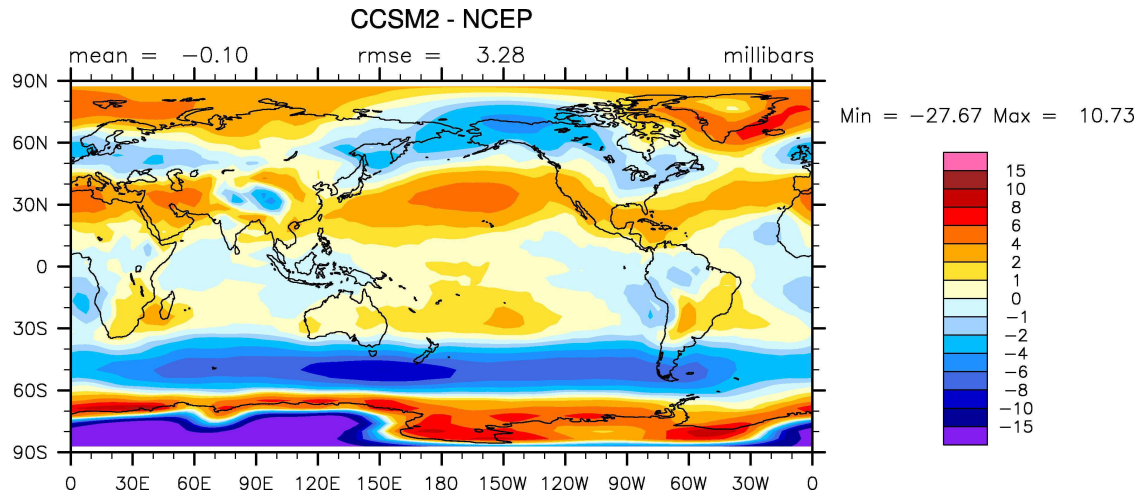 CCSM2 - NCEP
mean = -0.10 rmse = 3.28 millibars
Min = -27.67 Max = 10.73
90N
60N
30N
0
30S
60S
90S
0 30E 60E 90E 120E 150E 180 150W 120W 90W 60W 30W 0
15
10
8
6
4
2
1
0
-1
-2
-4
-6
-8
-10
-15